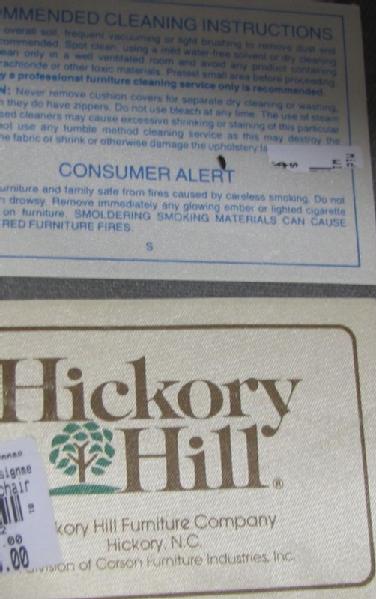 MMENDED CLEANING INSTRUCTIONS
overall soil, frequent vacuuming or light brushing to remove dust and
commended. Spot clean, using a mild water-free solvent or dry cleaning
ean only in a well ventilated room and avoid any product containing
rachloride or other toxic materials. Pretest small area before processing.
y a professional furniture cleaning service only is recommended.
N: Never remove cushion covers for separate dry cleaning or washing,
h they do have zippers. Do not use bleach at any time. The use of steam
sed cleaners may cause excessive shrinking or staining of this particular
not use any tumble method cleaning service as this may destroy the
he fabric or shrink or otherwise damage the upholstery
CONSUMER ALERT
urniture and family safe from fires caused by careless smoking. Do not
n drowsy. Remove immediately any glowing ember or lighted cigarette
on furniture. SMOLDERING SMOKING MATERIALS CAN CAUSE
RED FURNITURE FIRES.
S
Hickory
Hill®
signee
chair
.00
.00
kory Hill Furniture Company
Hickory, N.C.
division of Carson Furniture Industries, Inc.